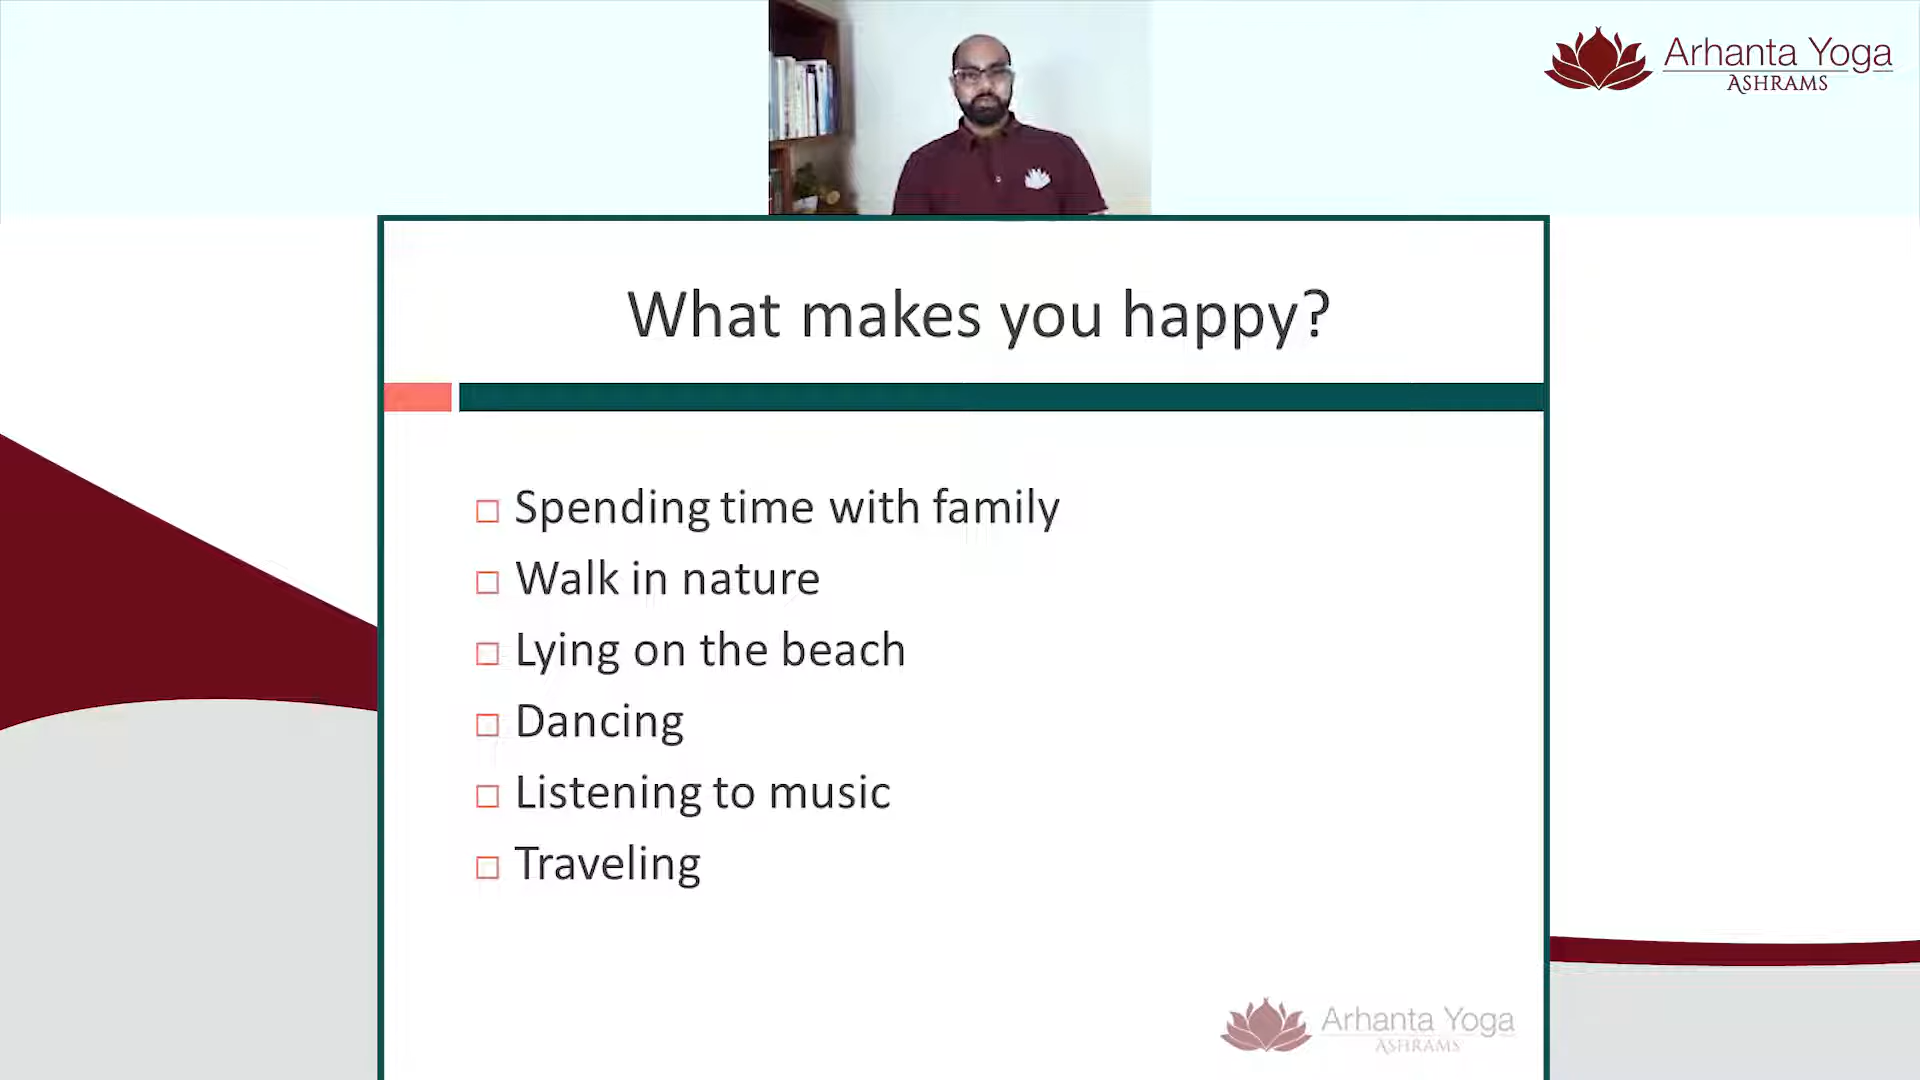 Arhanta Yoga
ASHRAMS
What makes you happy?
Spending time with family
Walk in nature
Lying on the beach
Dancing
Listening to music
Traveling
Arhanta Yoga
ASHRAMS